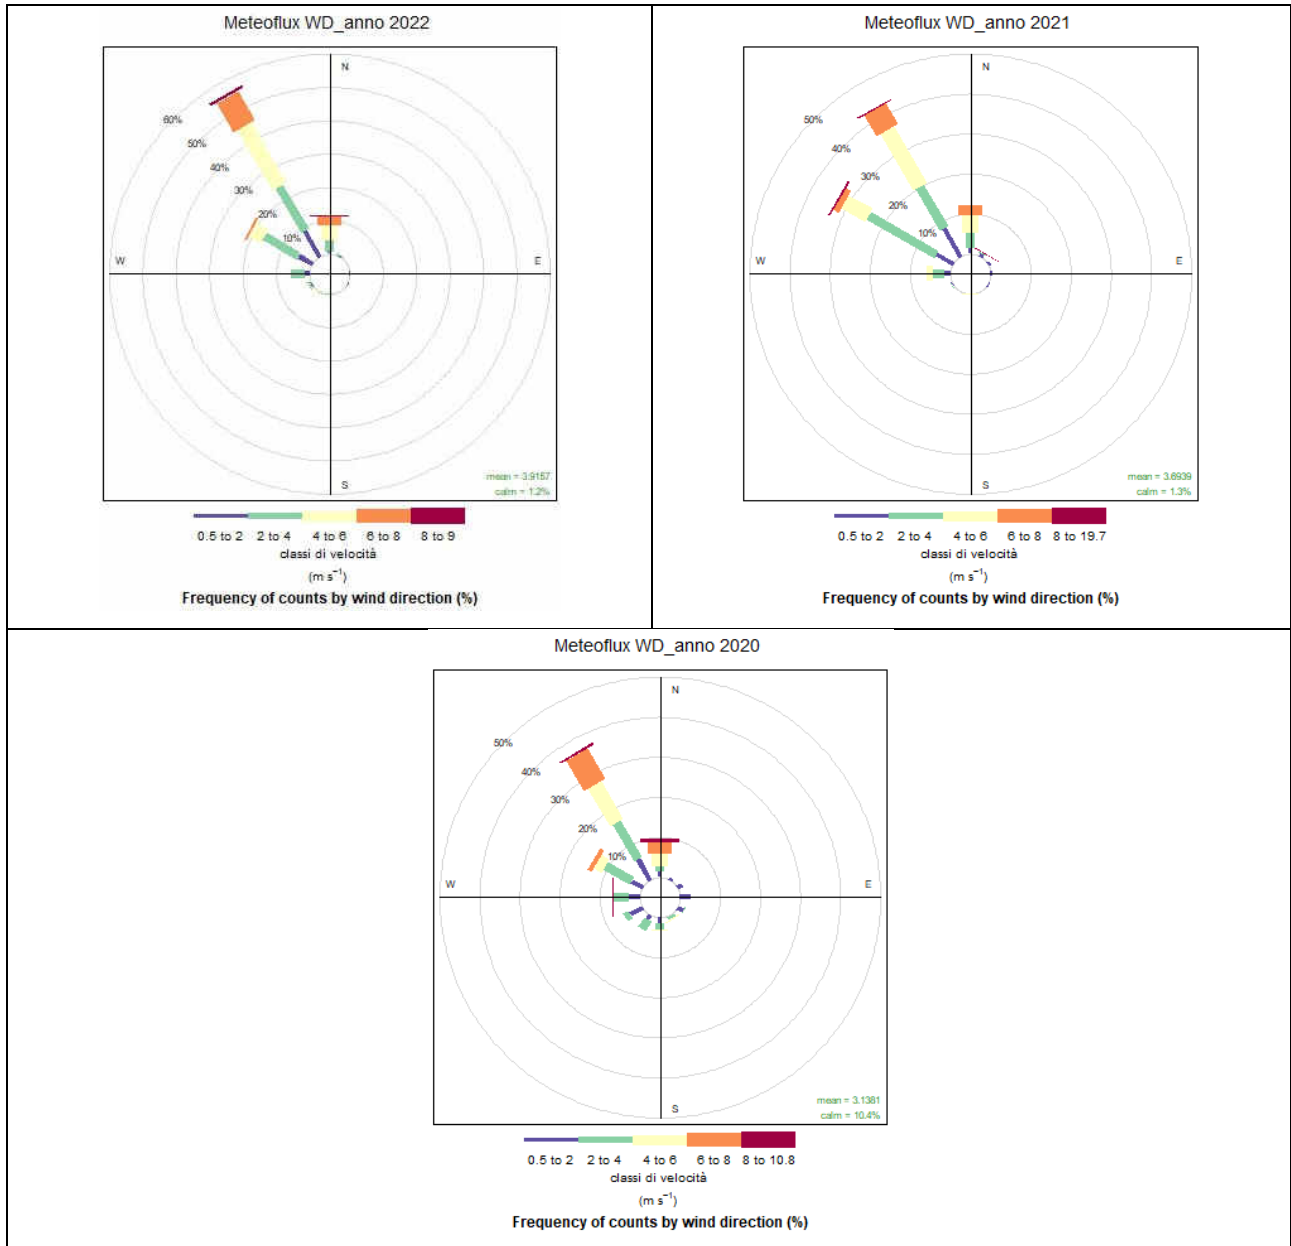 Meteoflux WD_anno 2022
N
60%
50%
40%
30%
20%
10%
W
E
S
mean = 3.9157
calm = 1.2%
0.5 to 2 2 to 4 4 to 6 6 to 8 8 to 9
classi di velocità
(m s⁻¹)
Frequency of counts by wind direction (%)
Meteoflux WD_anno 2021
N
50%
40%
30%
20%
10%
W
E
S
mean = 3.6939
calm = 1.3%
0.5 to 2 2 to 4 4 to 6 6 to 8 8 to 19.7
classi di velocità
(m s⁻¹)
Frequency of counts by wind direction (%)
Meteoflux WD_anno 2020
N
50%
40%
30%
20%
10%
W
E
S
mean = 3.1381
calm = 10.4%
0.5 to 2 2 to 4 4 to 6 6 to 8 8 to 10.8
classi di velocità
(m s⁻¹)
Frequency of counts by wind direction (%)